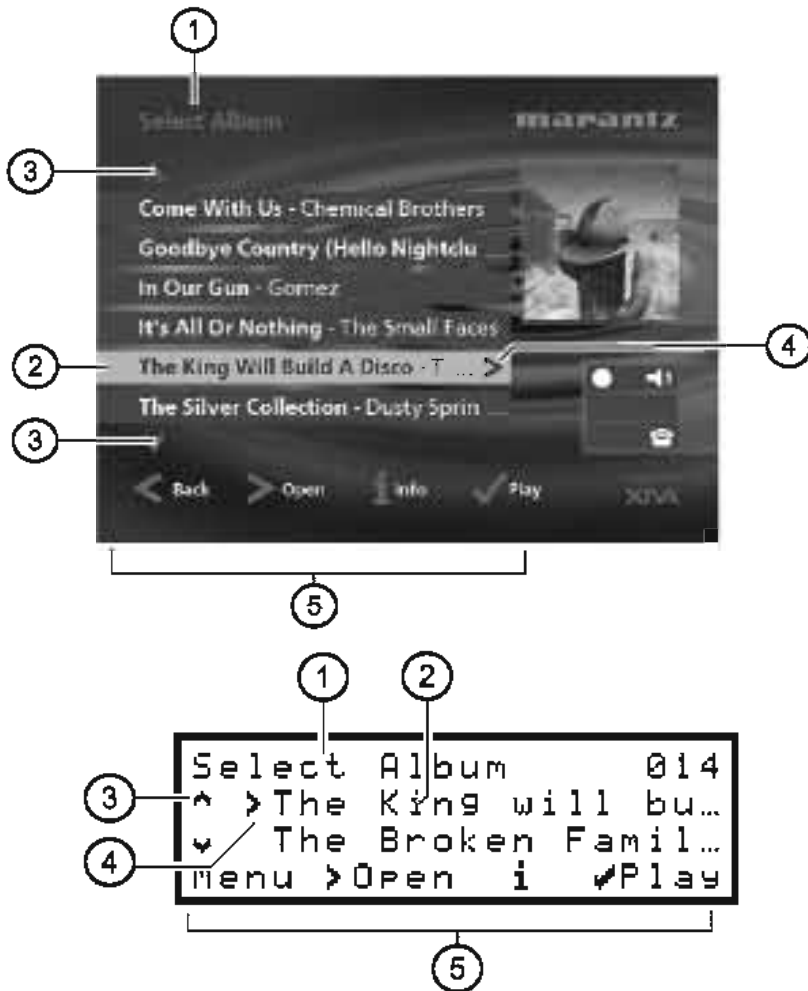 1
Select Album marantz
3
Come With Us - Chemical Brothers
Goodbye Country (Hello Nightclu
In Our Gun - Gomez
It's All Or Nothing - The Small Faces
4
2
The King Will Build A Disco - T ... >
The Silver Collection - Dusty Sprin ...
3
< Back > Open i Info ✓ Play XIVA
5
1 2
Select Album 014
3
^ >The King will bu…
v The Broken Famil…
4
menu >Open i ✓Play
5